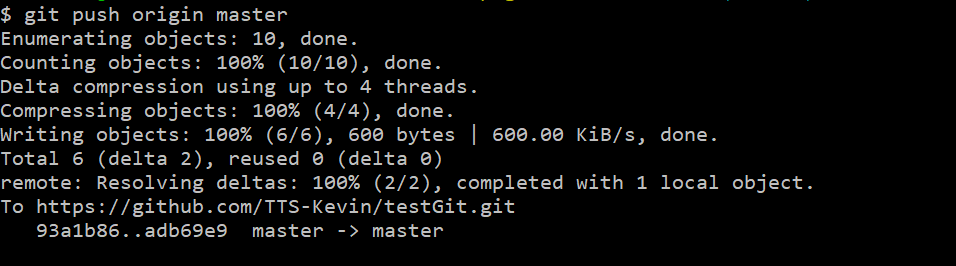 $ git push origin master
Enumerating objects: 10, done.
Counting objects: 100% (10/10), done.
Delta compression using up to 4 threads.
Compressing objects: 100% (4/4), done.
Writing objects: 100% (6/6), 600 bytes | 600.00 KiB/s, done.
Total 6 (delta 2), reused 0 (delta 0)
remote: Resolving deltas: 100% (2/2), completed with 1 local object.
To https://github.com/TTS-Kevin/testGit.git
   93a1b86..adb69e9  master -> master